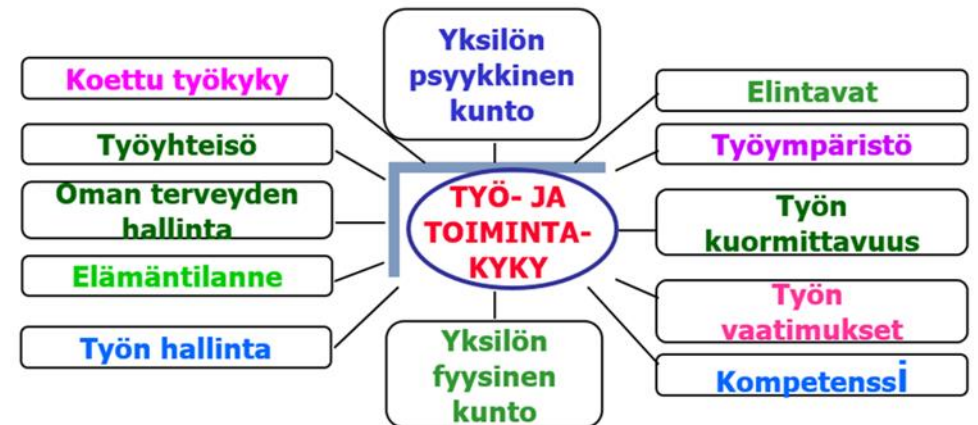 Yksilön
psyykkinen
kunto
Koettu työkyky
Työyhteisö
Oman terveyden
hallinta
Elämäntilanne
Työn hallinta
TYÖ- JA
TOIMINTA-
KYKY
Elintavat
Työympäristö
Työn
kuormittavuus
Työn
vaatimukset
Kompetenssi
Yksilön
fyysinen
kunto